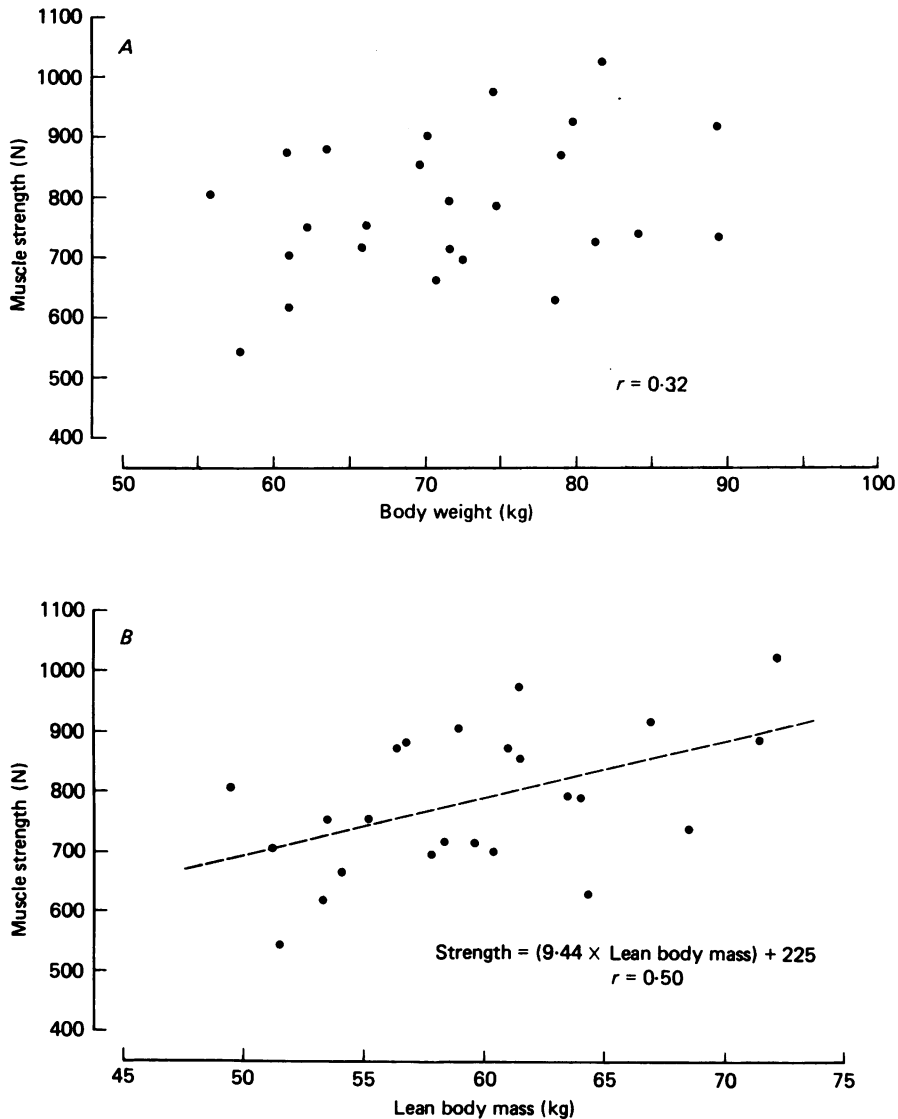 A
1100
1000
900
800
700
600
500
400
Muscle strength (N)
r = 0·32
50 60 70 80 90 100
Body weight (kg)
B
1100
1000
900
800
700
600
500
400
Muscle strength (N)
Strength = (9·44 × Lean body mass) + 225
r = 0·50
45 50 55 60 65 70 75
Lean body mass (kg)